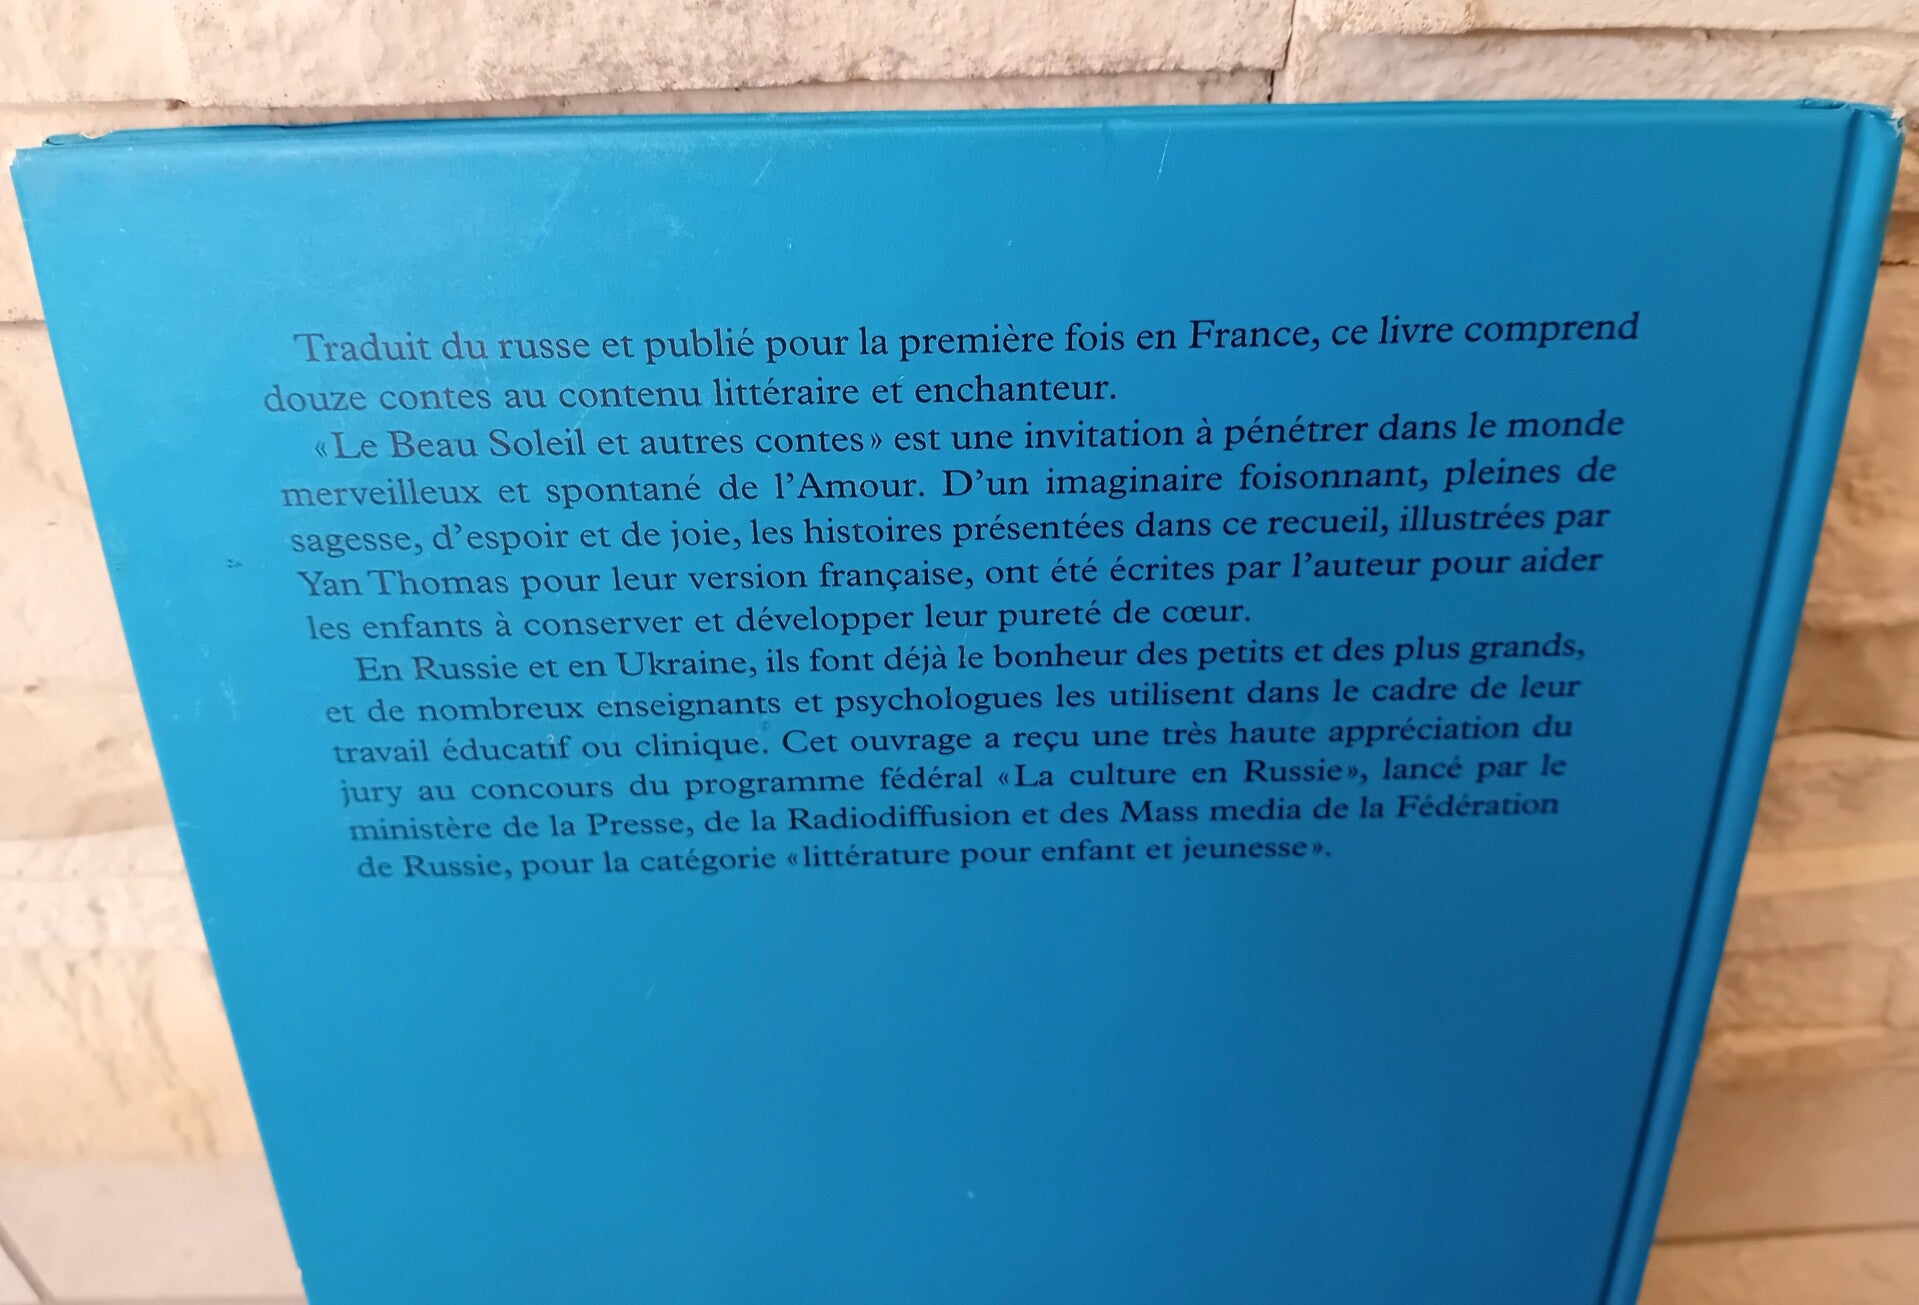 Traduit du russe et publié pour la première fois en France, ce livre comprend
douze contes au contenu littéraire et enchanteur.
«Le Beau Soleil et autres contes» est une invitation à pénétrer dans le monde
merveilleux et spontané de l'Amour. D'un imaginaire foisonnant, pleines de
sagesse, d'espoir et de joie, les histoires présentées dans ce recueil, illustrées par
Yan Thomas pour leur version française, ont été écrites par l'auteur pour aider
les enfants à conserver et développer leur pureté de cœur.
En Russie et en Ukraine, ils font déjà le bonheur des petits et des plus grands,
et de nombreux enseignants et psychologues les utilisent dans le cadre de leur
travail éducatif ou clinique. Cet ouvrage a reçu une très haute appréciation du
jury au concours du programme fédéral «La culture en Russie», lancé par le
ministère de la Presse, de la Radiodiffusion et des Mass media de la Fédération
de Russie, pour la catégorie «littérature pour enfant et jeunesse».